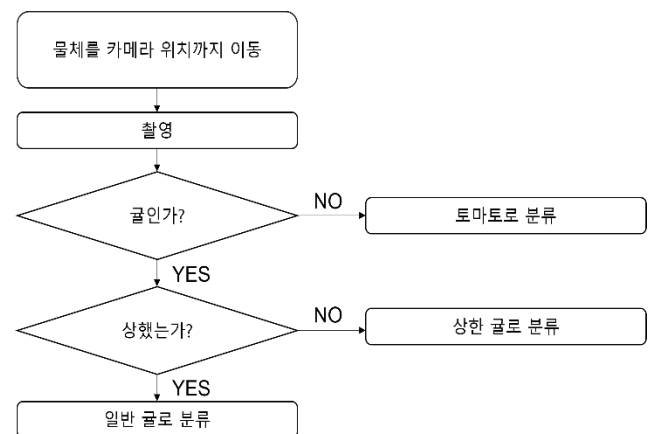 물체를 카메라 위치까지 이동
촬영
귤인가?
NO
토마토로 분류
YES
상했는가?
NO
상한 귤로 분류
YES
일반 귤로 분류